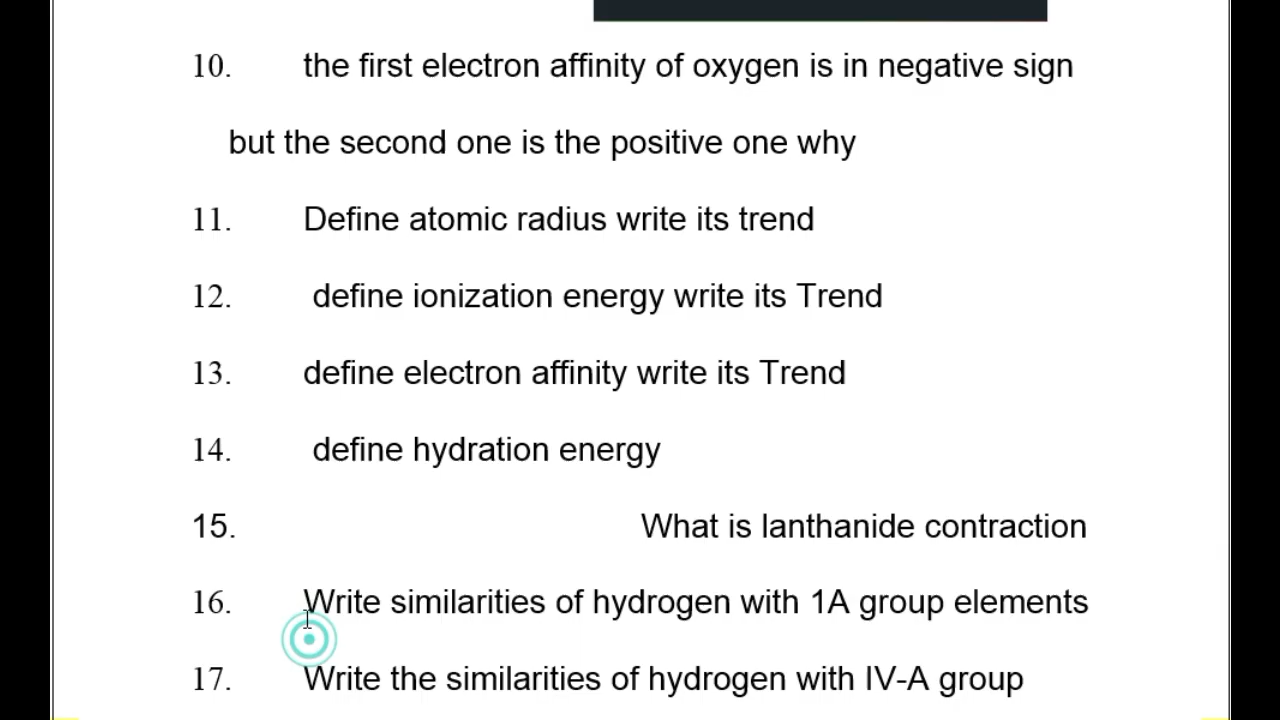 10. the first electron affinity of oxygen is in negative sign
but the second one is the positive one why
11. Define atomic radius write its trend
12. define ionization energy write its Trend
13. define electron affinity write its Trend
14. define hydration energy
15. What is lanthanide contraction
16. Write similarities of hydrogen with 1A group elements
17. Write the similarities of hydrogen with IV-A group